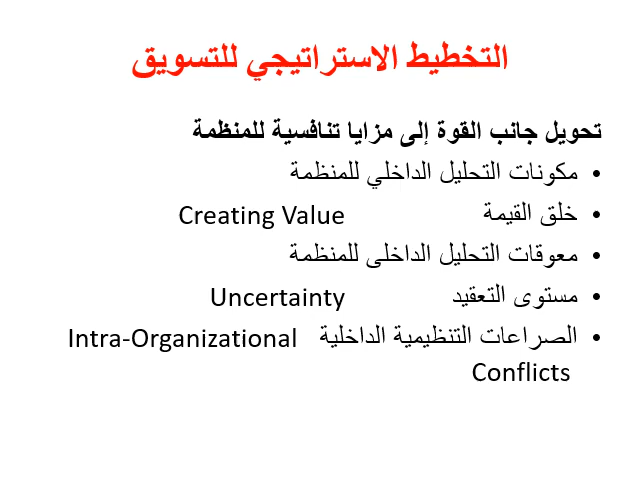 التخطيط الاستراتيجي للتسويق
تحويل جانب القوة إلى مزايا تنافسية للمنظمة
• مكونات التحليل الداخلي للمنظمة
• خلق القيمة Creating Value
• معوقات التحليل الداخلى للمنظمة
• مستوى التعقيد Uncertainty
• الصراعات التنظيمية الداخلية Intra-Organizational
Conflicts